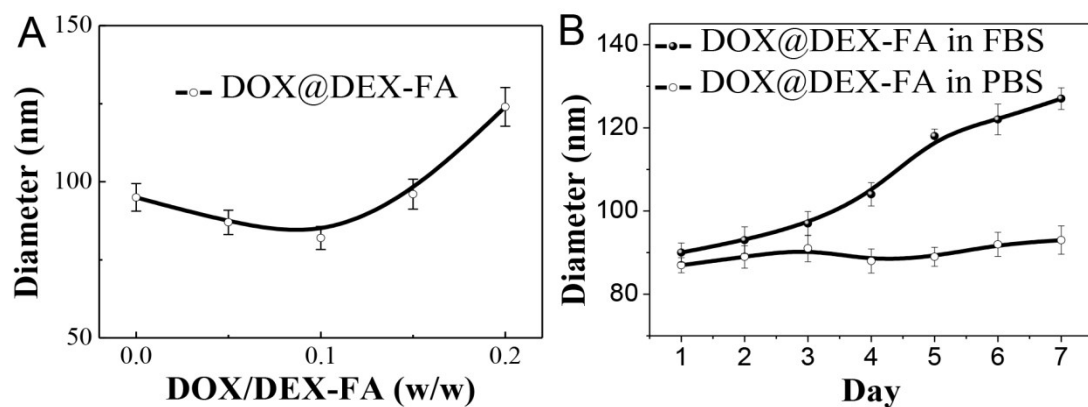 A
150
100
50
Diameter (nm)
DOX@DEX-FA
0.0 0.1 0.2
DOX/DEX-FA (w/w)
B
140
120
100
80
Diameter (nm)
DOX@DEX-FA in FBS
DOX@DEX-FA in PBS
1 2 3 4 5 6 7
Day